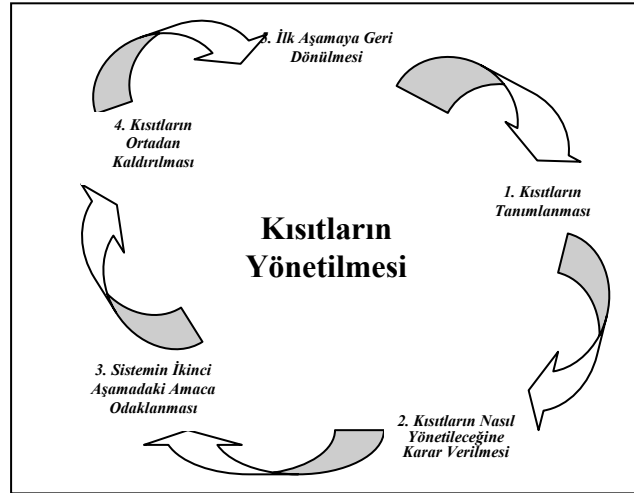 5. İlk Aşamaya Geri
Dönülmesi
4. Kısıtların
Ortadan
Kaldırılması
1. Kısıtların
Tanımlanması
Kısıtların
Yönetilmesi
3. Sistemin İkinci
Aşamadaki Amaca
Odaklanması
2. Kısıtların Nasıl
Yönetileceğine
Karar Verilmesi